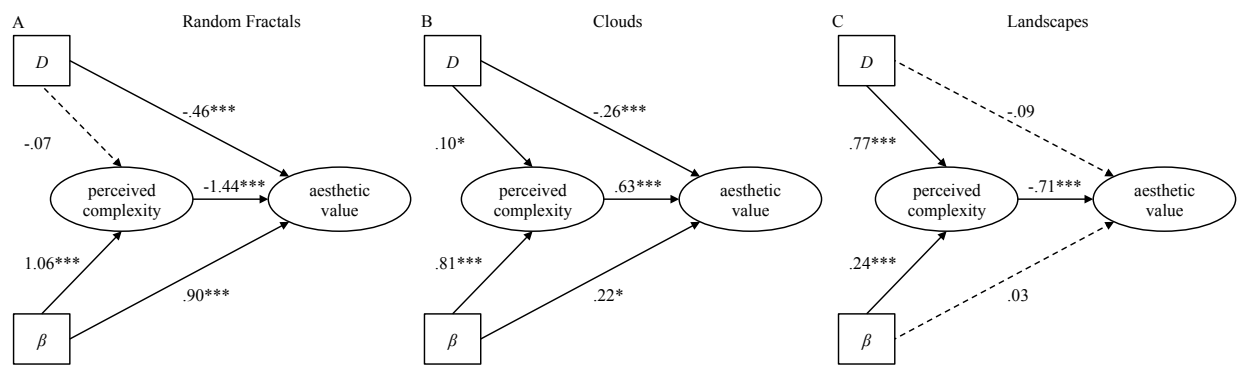 A Random Fractals
D
-.46***
-.07
perceived
complexity
-1.44***
aesthetic
value
1.06***
.90***
β
B Clouds
D
-.26***
.10*
perceived
complexity
.63***
aesthetic
value
.81***
.22*
β
C Landscapes
D
-.09
.77***
perceived
complexity
-.71***
aesthetic
value
.24***
.03
β